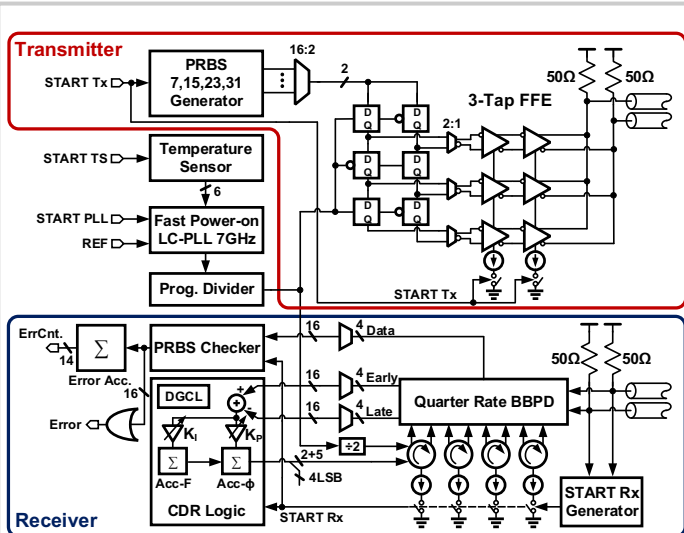 Transmitter
START Tx
PRBS
7,15,23,31
Generator
16:2
2
50Ω
50Ω
3-Tap FFE
2:1
D
Q
D
Q
D
Q
D
Q
D
Q
D
Q
START TS
Temperature
Sensor
6
START PLL
REF
Fast Power-on
LC-PLL 7GHz
Prog. Divider
START Tx
ErrCnt.
14
Σ
Error Acc.
16
Error
PRBS Checker
16
4
Data
16
4
Early
16
4
Late
DGCL
+
+
-
KI
KP
Σ
Σ
Acc-F
Acc-ϕ
CDR Logic
÷2
2+5
4LSB
START Rx
Quarter Rate BBPD
50Ω
50Ω
START Rx
Generator
Receiver